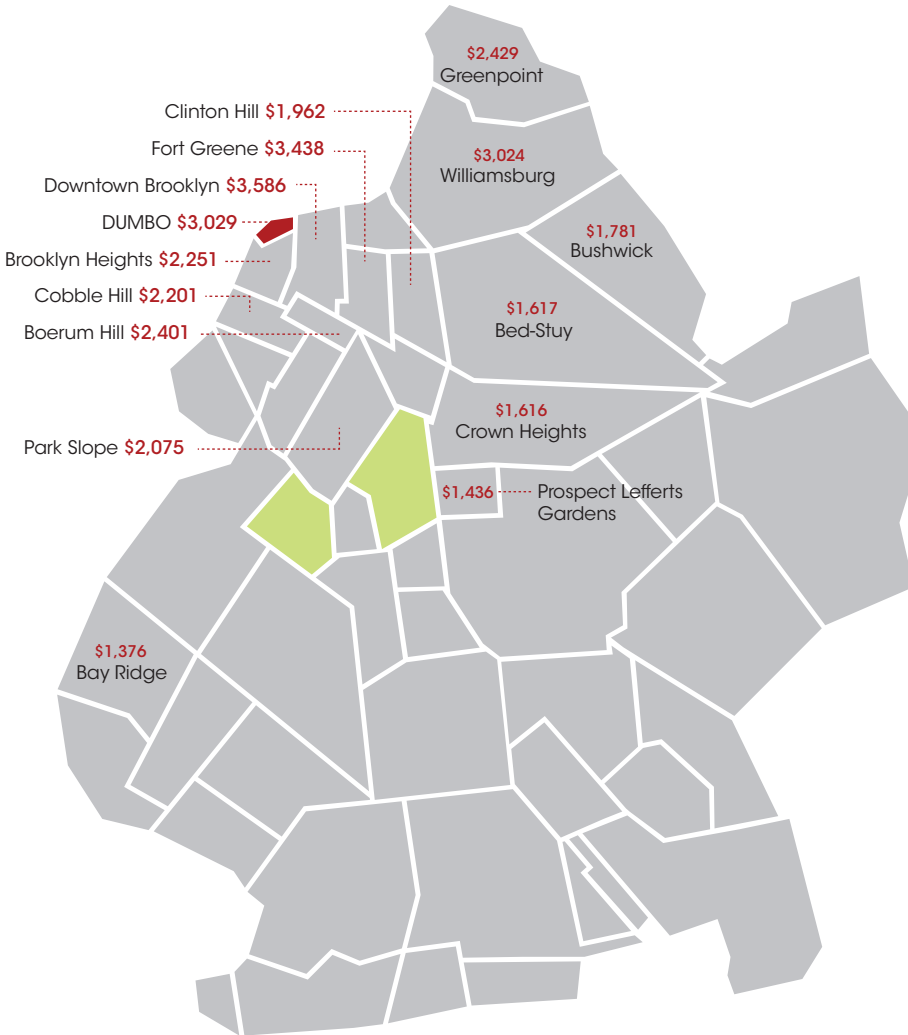 $2,429
Greenpoint
Clinton Hill $1,962
Fort Greene $3,438
$3,024
Williamsburg
Downtown Brooklyn $3,586
DUMBO $3,029
$1,781
Bushwick
Brooklyn Heights $2,251
Cobble Hill $2,201
$1,617
Bed-Stuy
Boerum Hill $2,401
$1,616
Crown Heights
Park Slope $2,075
$1,436 Prospect Lefferts
Gardens
$1,376
Bay Ridge